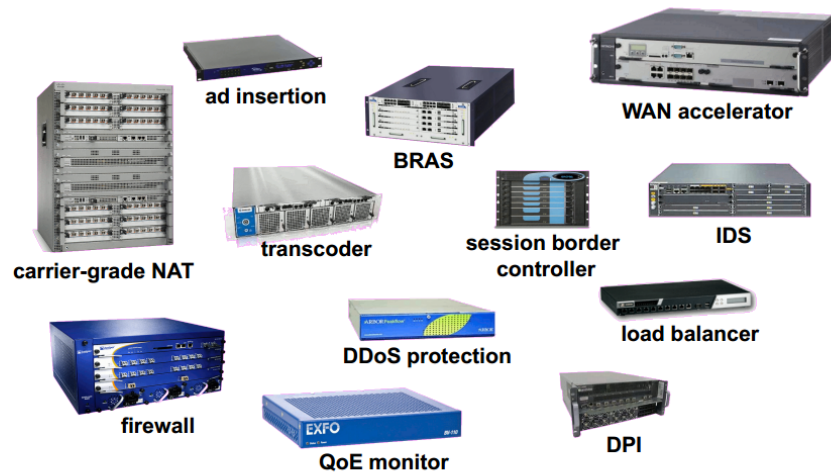 ad insertion
WAN accelerator
BRAS
carrier-grade NAT
transcoder
session border
controller
IDS
load balancer
DDoS protection
firewall
EXFO
QoE monitor
DPI